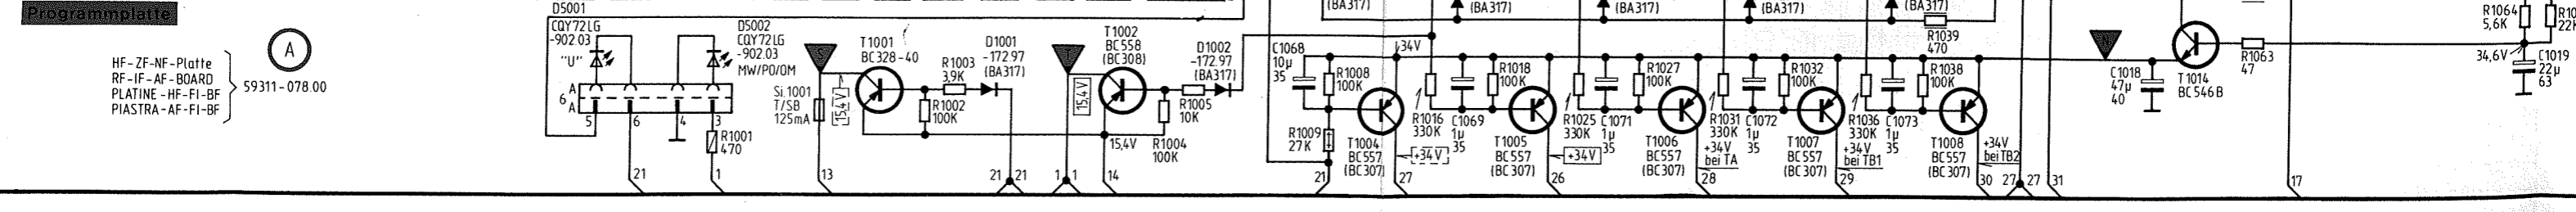 Programmplatte
A
HF-ZF-NF-Platte
RF-IF-AF-BOARD
PLATINE-HF-FI-BF
PIASTRA-AF-FI-BF
59311-078.00
D5001
CQY72LG
-902.03
"U"
D5002
CQY72LG
-902.03
MW/PO/OM
A
6
A
5
6
4
3
R1001
470
21
1
S
Si.1001
T/SB
125mA
15,4V
13
T1001
BC328-40
R1003
3,9K
R1002
100K
D1001
-172.97
(BA317)
21
21
T
15,4V
1
1
T1002
BC558
(BC308)
15,4V
14
R1004
100K
R1005
10K
D1002
-172.97
(BA317)
C1068
10µ
35
R1008
100K
R1009
27K
21
(BA317)
(BA317)
(BA317)
(BA317)
(BA317)
34V
T1004
BC557
(BC307)
+34V
27
R1016
330K
C1069
1µ
35
R1018
100K
T1005
BC557
(BC307)
+34V
26
R1025
330K
C1071
1µ
35
R1027
100K
T1006
BC557
(BC307)
+34V
bei TA
28
R1031
330K
C1072
1µ
35
R1032
100K
T1007
BC557
(BC307)
+34V
bei TB1
29
R1036
330K
C1073
1µ
35
R1038
100K
R1039
470
T1008
BC557
(BC307)
+34V
bei TB2
30
27
27
31
C1018
47µ
40
T1014
BC546B
R1063
47
17
R1064
5,6K
34,6V
C1019
22µ
63